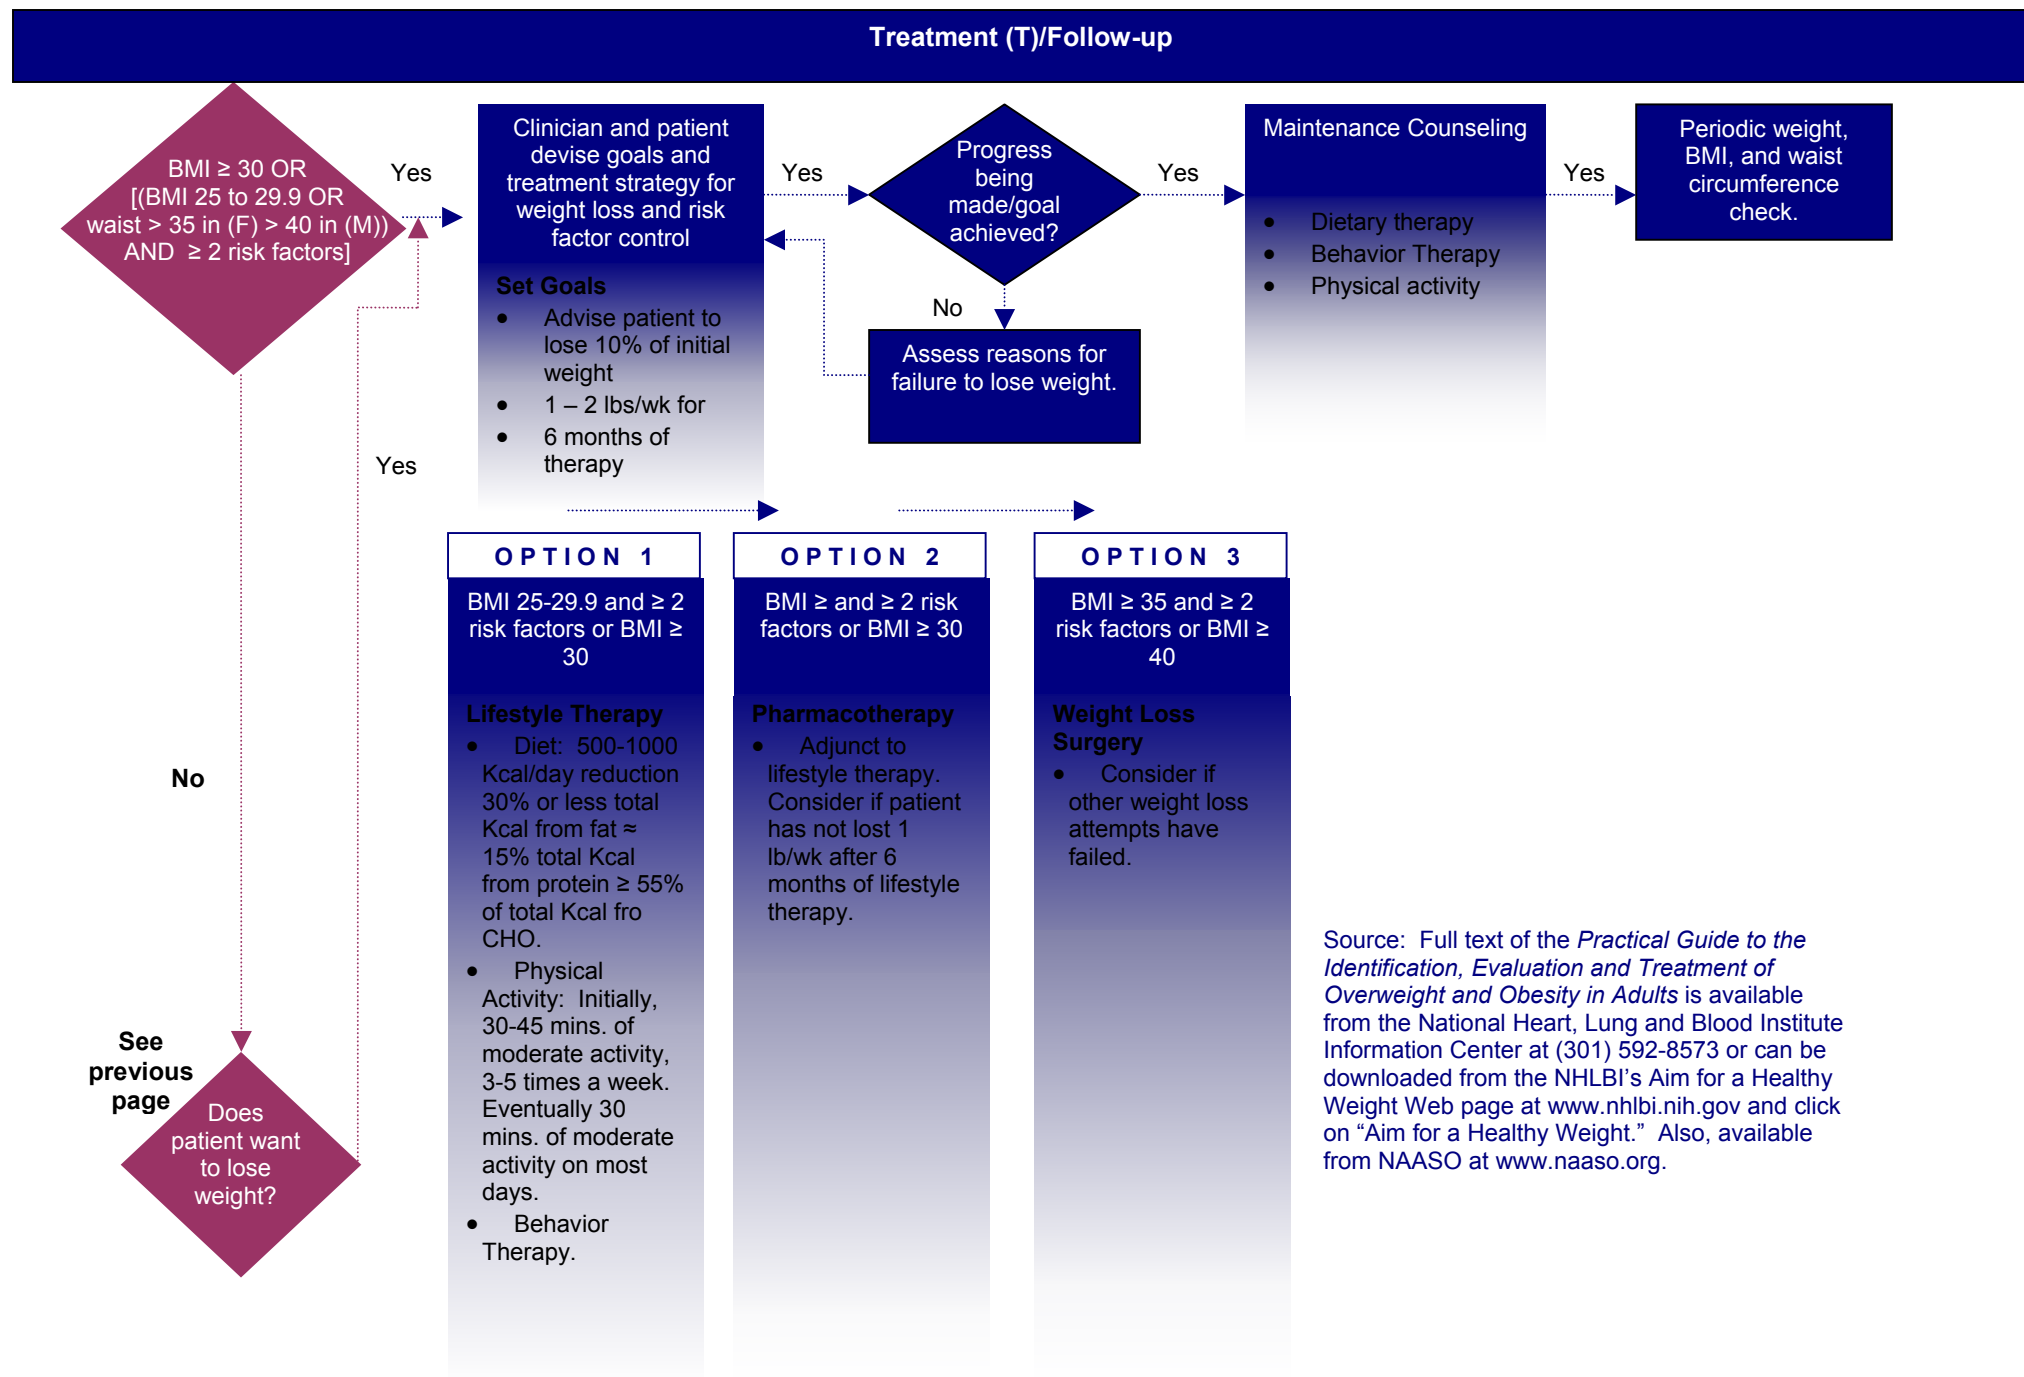 Treatment (T)/Follow-up
BMI ≥ 30 OR
[(BMI 25 to 29.9 OR
waist > 35 in (F) > 40 in (M))
AND ≥ 2 risk factors]
Yes
Clinician and patient
devise goals and
treatment strategy for
weight loss and risk
factor control
Set Goals
• Advise patient to
lose 10% of initial
weight
• 1 – 2 lbs/wk for
• 6 months of
therapy
Yes
Progress
being
made/goal
achieved?
No
Assess reasons for
failure to lose weight.
Yes
Maintenance Counseling
• Dietary therapy
• Behavior Therapy
• Physical activity
Yes
Periodic weight,
BMI, and waist
circumference
check.
No
See
previous
page
Does
patient want
to lose
weight?
Yes
OPTION 1
BMI 25-29.9 and ≥ 2
risk factors or BMI ≥
30
Lifestyle Therapy
• Diet: 500-1000
Kcal/day reduction
30% or less total
Kcal from fat ≈
15% total Kcal
from protein ≥ 55%
of total Kcal fro
CHO.
• Physical
Activity: Initially,
30-45 mins. of
moderate activity,
3-5 times a week.
Eventually 30
mins. of moderate
activity on most
days.
• Behavior
Therapy.
OPTION 2
BMI ≥ and ≥ 2 risk
factors or BMI ≥ 30
Pharmacotherapy
• Adjunct to
lifestyle therapy.
Consider if patient
has not lost 1
lb/wk after 6
months of lifestyle
therapy.
OPTION 3
BMI ≥ 35 and ≥ 2
risk factors or BMI ≥
40
Weight Loss
Surgery
• Consider if
other weight loss
attempts have
failed.
Source: Full text of the Practical Guide to the
Identification, Evaluation and Treatment of
Overweight and Obesity in Adults is available
from the National Heart, Lung and Blood Institute
Information Center at (301) 592-8573 or can be
downloaded from the NHLBI’s Aim for a Healthy
Weight Web page at www.nhlbi.nih.gov and click
on “Aim for a Healthy Weight.” Also, available
from NAASO at www.naaso.org.